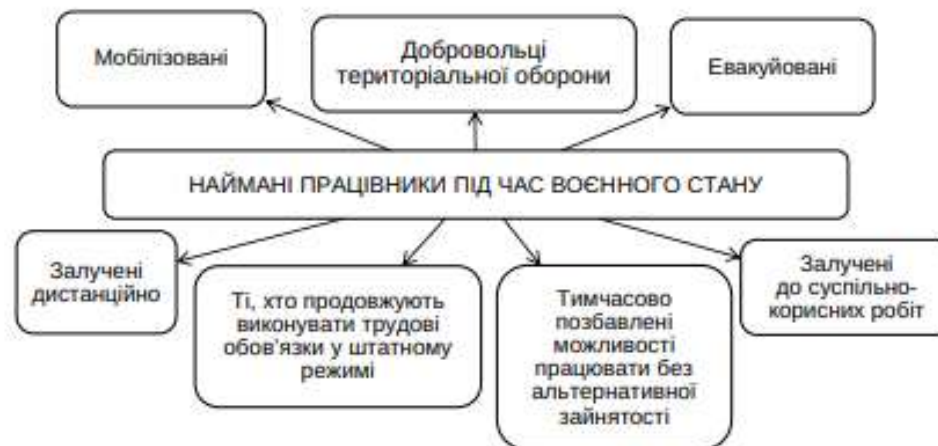 Мобілізовані
Добровольці
територіальної оборони
Евакуйовані
НАЙМАНІ ПРАЦІВНИКИ ПІД ЧАС ВОЄННОГО СТАНУ
Залучені
дистанційно
Ті, хто продовжують
виконувати трудові
обов'язки у штатному
режимі
Тимчасово
позбавлені
можливості
працювати без
альтернативної
зайнятості
Залучені
до суспільно-
корисних робіт